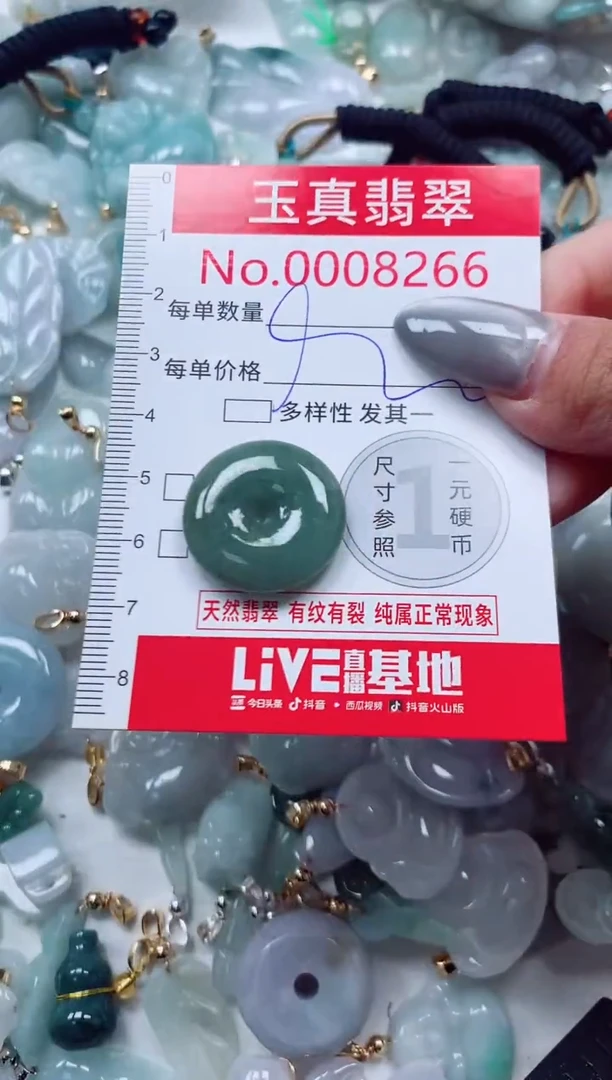 玉真翡翠
No.0008266
每单数量
每单价格
多样性 发其一
尺寸参照
1
一元硬币
天然翡翠 有纹有裂 纯属正常现象
LiVE直播基地
今日头条 抖音 西瓜视频 抖音火山版
0
1
2
3
4
5
6
7
8